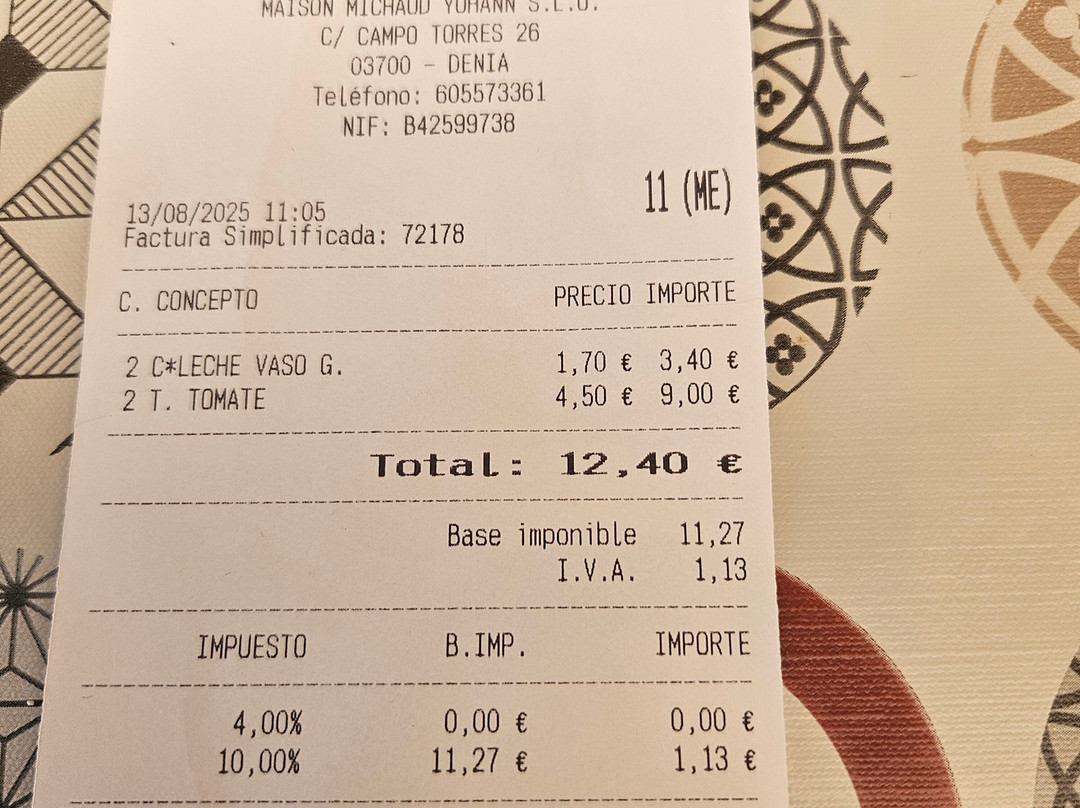 MAISON MICHAUD YOHANN S.L.U.
C/ CAMPO TORRES 26
03700 - DENIA
Teléfono: 605573361
NIF: B42599738
11 (ME)
13/08/2025 11:05
Factura Simplificada: 72178
C. CONCEPTO PRECIO IMPORTE
2 C*LECHE VASO G. 1,70 € 3,40 €
2 T. TOMATE 4,50 € 9,00 €
Total: 12,40 €
Base imponible 11,27
I.V.A. 1,13
IMPUESTO B.IMP. IMPORTE
4,00% 0,00 € 0,00 €
10,00% 11,27 € 1,13 €